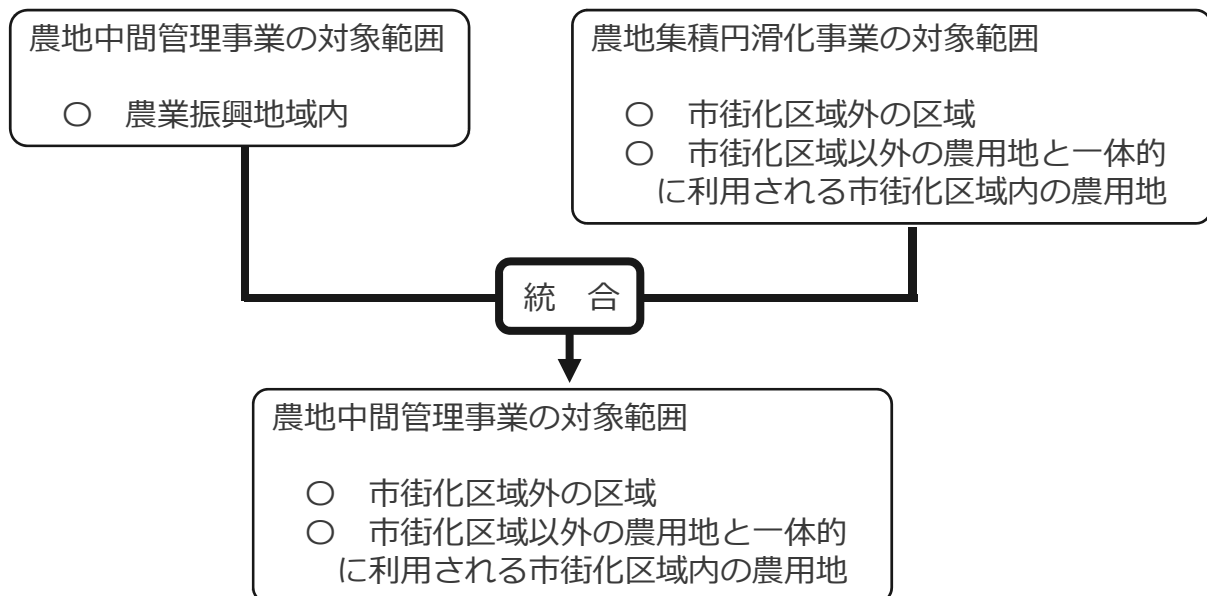 農地中間管理事業の対象範囲
〇　農業振興地域内
農地集積円滑化事業の対象範囲
〇　市街化区域外の区域
〇　市街化区域以外の農用地と一体的
に利用される市街化区域内の農用地
統　合
農地中間管理事業の対象範囲
〇　市街化区域外の区域
〇　市街化区域以外の農用地と一体的
に利用される市街化区域内の農用地